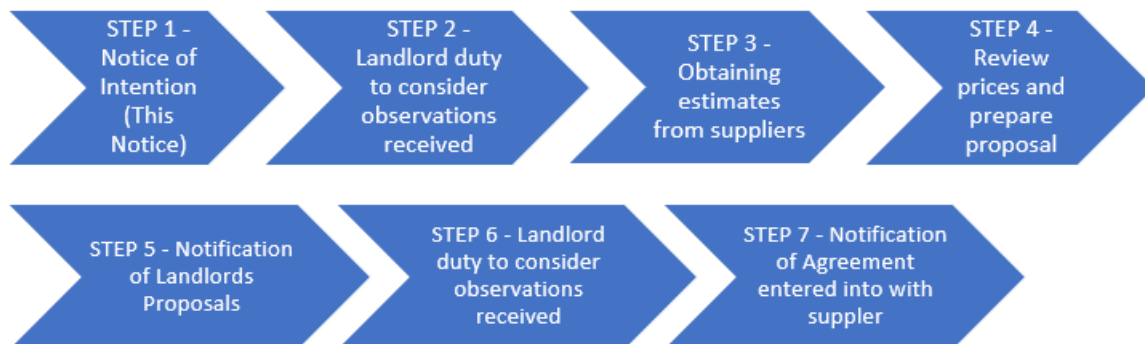 STEP 1 -
Notice of
Intention
(This
Notice)
STEP 2 -
Landlord duty
to consider
observations
received
STEP 3 -
Obtaining
estimates
from suppliers
STEP 4 -
Review
prices and
prepare
proposal
STEP 5 - Notification
of Landlords
Proposals
STEP 6 - Landlord
duty to consider
observations
received
STEP 7 - Notification
of Agreement
entered into with
suppler